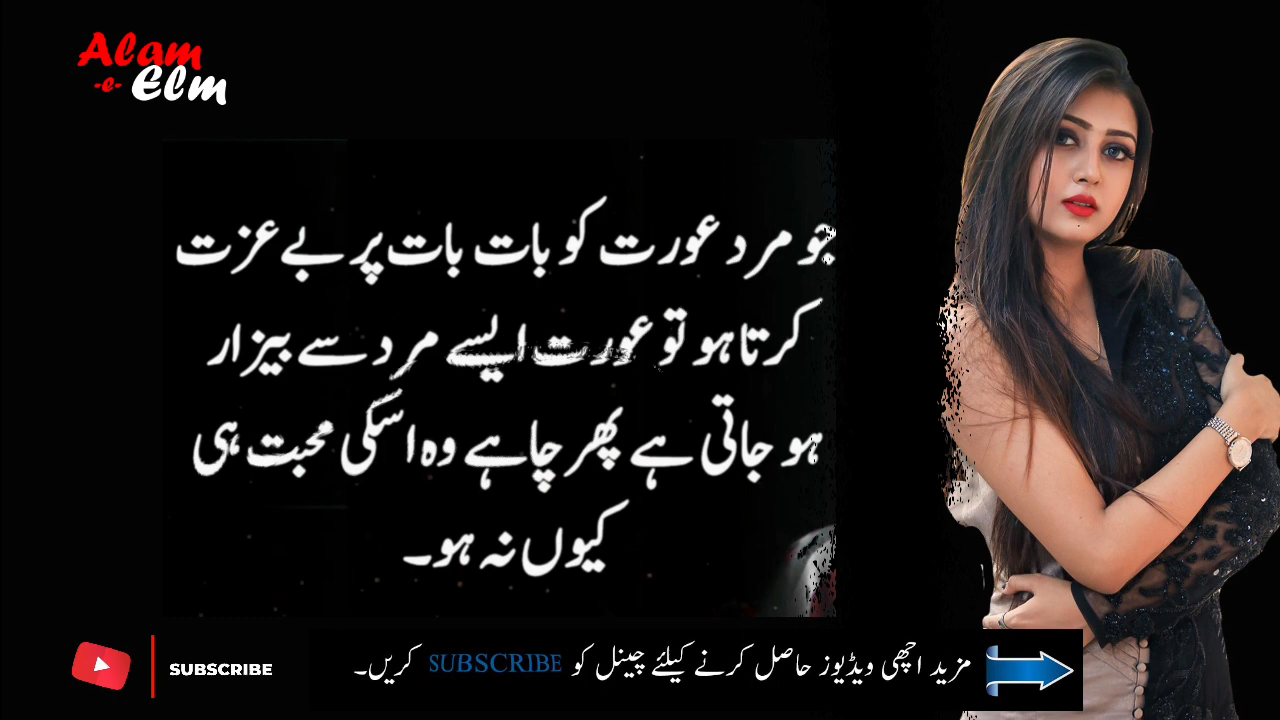 Alam
-e- Elm
جو مرد عورت کو بات بات پر بے عزت
کرتا ہو تو عورت ایسے مرد سے بیزار
ہو جاتی ہے پھر چاہے وہ اسکی محبت ہی
کیوں نہ ہو۔
SUBSCRIBE
مزید اچھی ویڈیوز حاصل کرنے کیلئے چینل کو SUBSCRIBE کریں۔